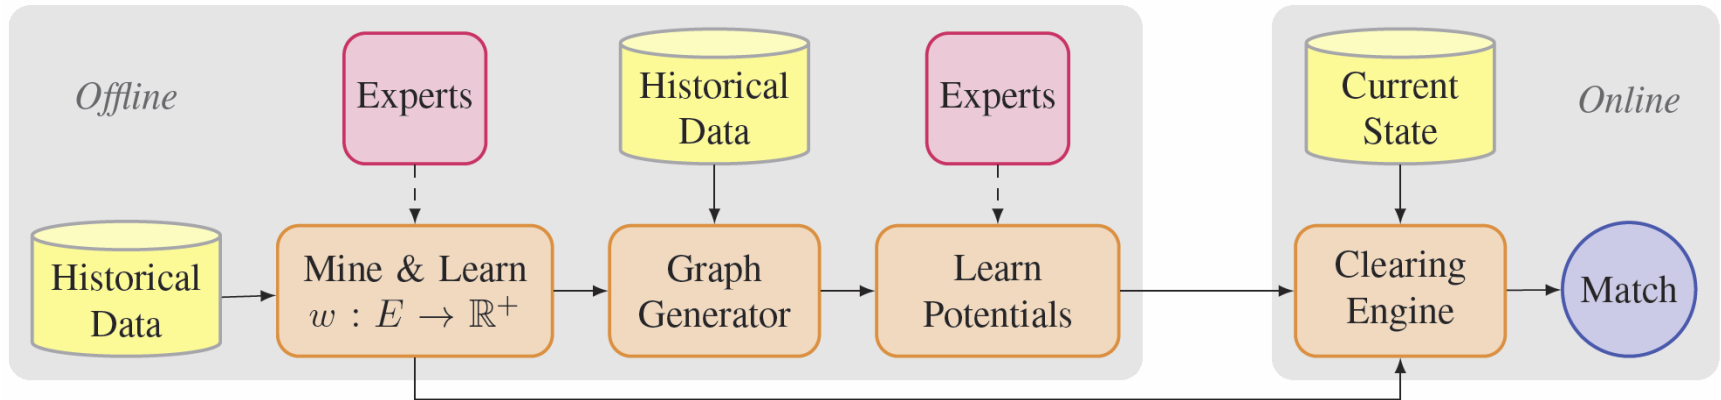 Offline
Experts
Historical
Data
Experts
Current
State
Online
Historical
Data
Mine & Learn
w : E → ℝ⁺
Graph
Generator
Learn
Potentials
Clearing
Engine
Match